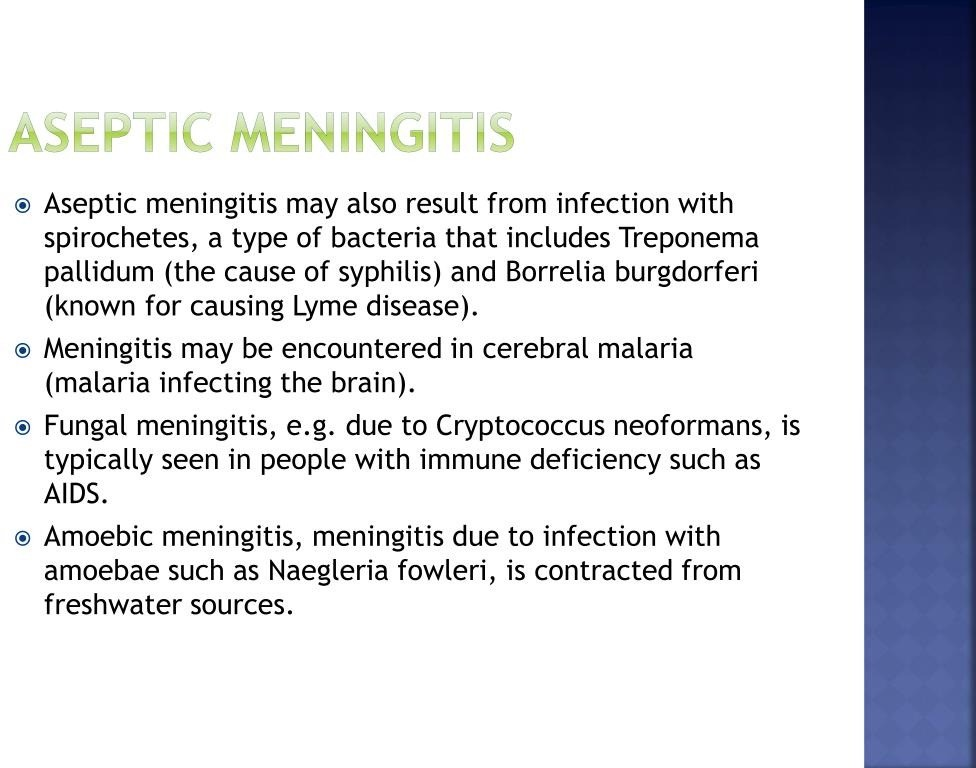 ASEPTIC MENINGITIS
Aseptic meningitis may also result from infection with
spirochetes, a type of bacteria that includes Treponema
pallidum (the cause of syphilis) and Borrelia burgdorferi
(known for causing Lyme disease).
Meningitis may be encountered in cerebral malaria
(malaria infecting the brain).
Fungal meningitis, e.g. due to Cryptococcus neoformans, is
typically seen in people with immune deficiency such as
AIDS.
Amoebic meningitis, meningitis due to infection with
amoebae such as Naegleria fowleri, is contracted from
freshwater sources.